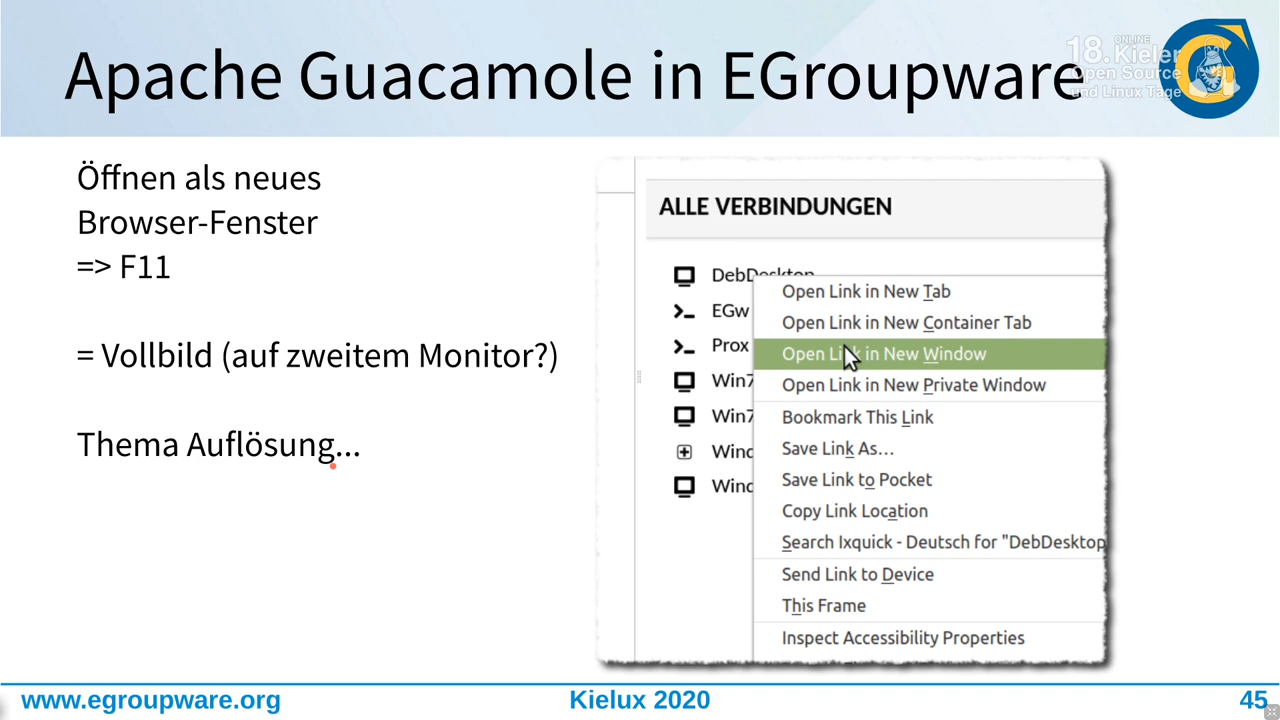 Apache Guacamole in EGroupware
ONLINE
18. Kieler
Open Source
und Linux Tage
Öffnen als neues
Browser-Fenster
=> F11
= Vollbild (auf zweitem Monitor?)
Thema Auflösung...
ALLE VERBINDUNGEN
DebDesktop
EGw
Prox
Win7
Win7
Wind
Wind
Open Link in New Tab
Open Link in New Container Tab
Open Link in New Window
Open Link in New Private Window
Bookmark This Link
Save Link As…
Save Link to Pocket
Copy Link Location
Search Ixquick - Deutsch for "DebDesktop
Send Link to Device
This Frame
Inspect Accessibility Properties
www.egroupware.org
Kielux 2020
45